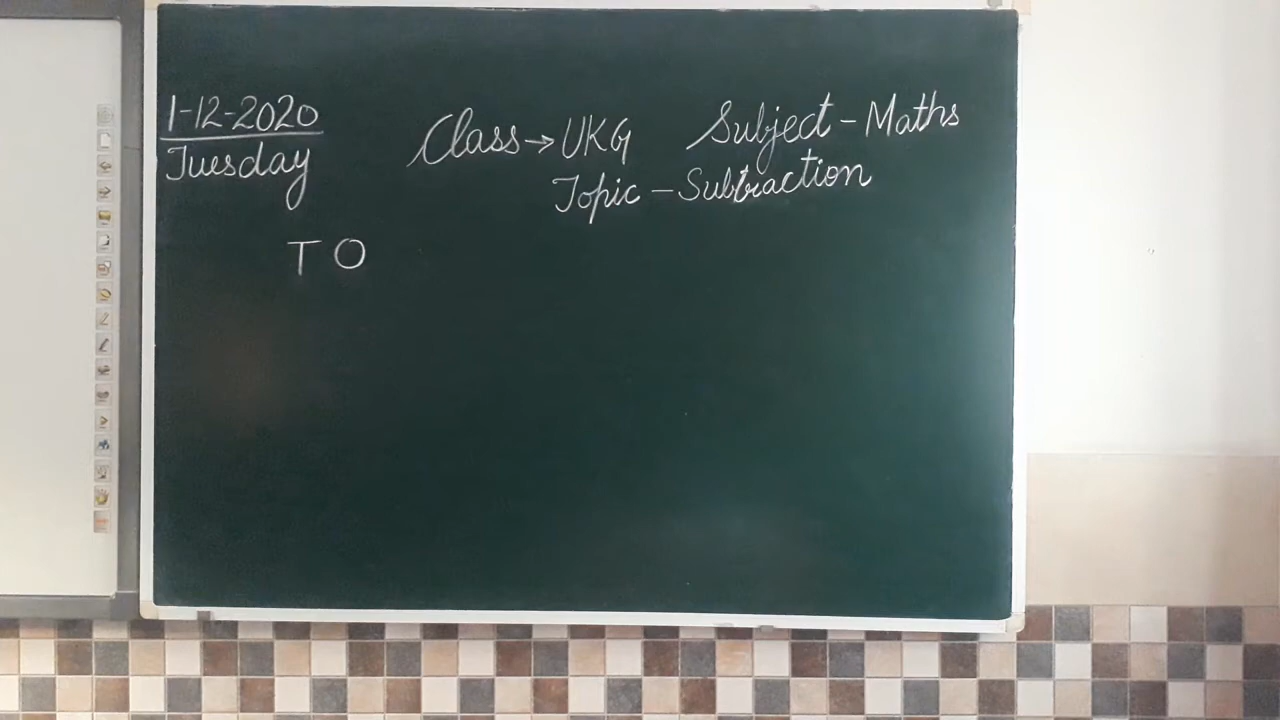 1-12-2020
Tuesday
Class→UKG Subject-Maths
Topic-Subtraction
T O